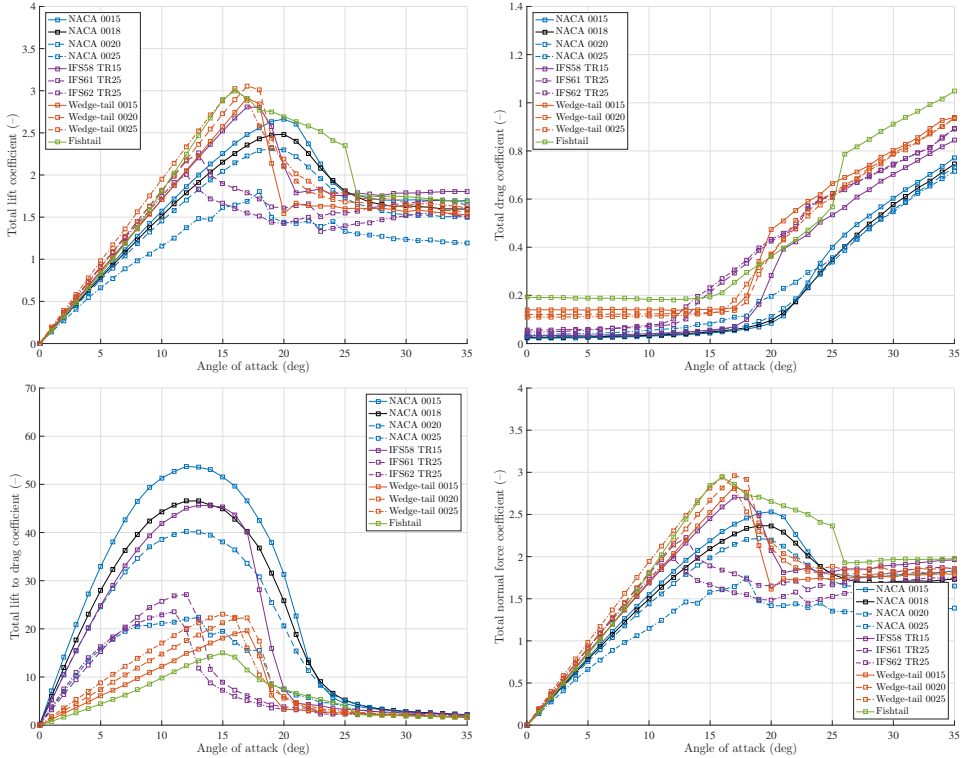 Total lift coefficient (–)
4
3.5
3
2.5
2
1.5
1
0.5
0
NACA 0015
NACA 0018
NACA 0020
NACA 0025
IFS58 TR15
IFS61 TR25
IFS62 TR25
Wedge-tail 0015
Wedge-tail 0020
Wedge-tail 0025
Fishtail
0 5 10 15 20 25 30 35
Angle of attack (deg)
Total drag coefficient (–)
1.4
1.2
1
0.8
0.6
0.4
0.2
0
NACA 0015
NACA 0018
NACA 0020
NACA 0025
IFS58 TR15
IFS61 TR25
IFS62 TR25
Wedge-tail 0015
Wedge-tail 0020
Wedge-tail 0025
Fishtail
0 5 10 15 20 25 30 35
Angle of attack (deg)
Total lift to drag coefficient (–)
70
60
50
40
30
20
10
0
NACA 0015
NACA 0018
NACA 0020
NACA 0025
IFS58 TR15
IFS61 TR25
IFS62 TR25
Wedge-tail 0015
Wedge-tail 0020
Wedge-tail 0025
Fishtail
0 5 10 15 20 25 30 35
Angle of attack (deg)
Total normal force coefficient (–)
4
3.5
3
2.5
2
1.5
1
0.5
0
NACA 0015
NACA 0018
NACA 0020
NACA 0025
IFS58 TR15
IFS61 TR25
IFS62 TR25
Wedge-tail 0015
Wedge-tail 0020
Wedge-tail 0025
Fishtail
0 5 10 15 20 25 30 35
Angle of attack (deg)